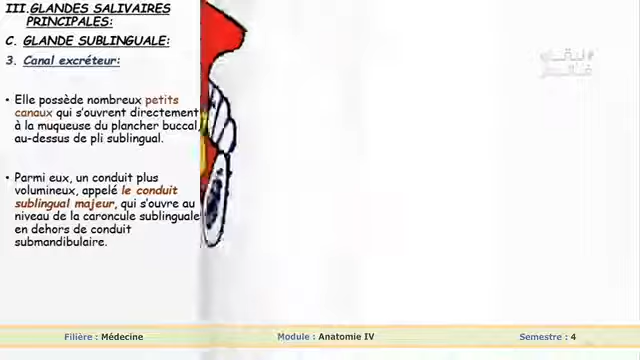 III.GLANDES SALIVAIRES
PRINCIPALES:
C. GLANDE SUBLINGUALE:
3. Canal excréteur:
• Elle possède nombreux petits
canaux qui s'ouvrent directement
à la muqueuse du plancher buccal,
au-dessus de pli sublingual.
• Parmi eux, un conduit plus
volumineux, appelé le conduit
sublingual majeur, qui s'ouvre au
niveau de la caroncule sublinguale
en dehors de conduit
submandibulaire.
Filière : Médecine
Module : Anatomie IV
Semestre : 4